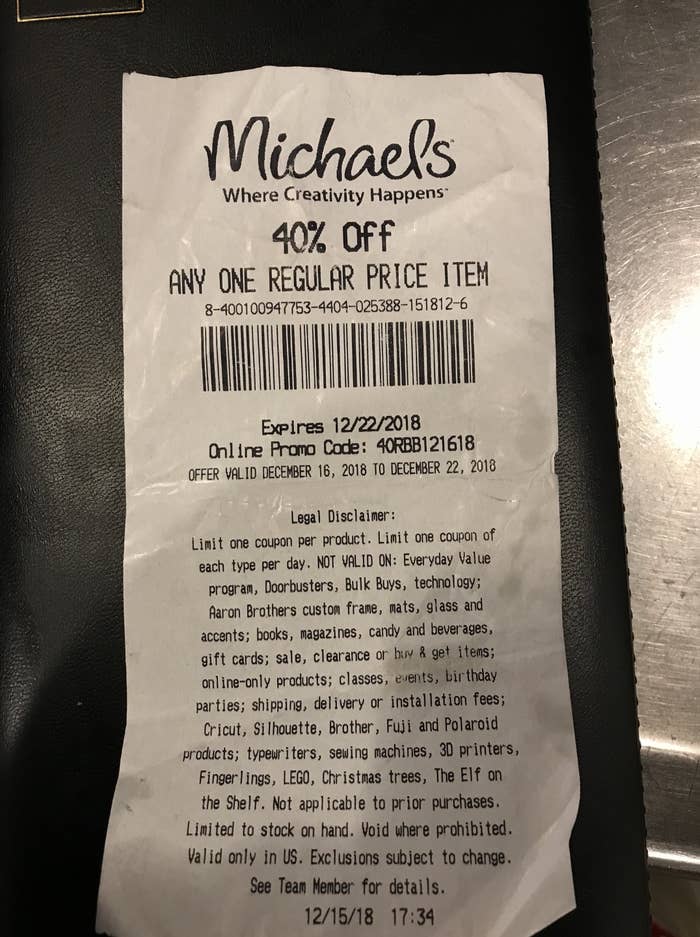 Michaels
Where Creativity Happens
40% Off
ANY ONE REGULAR PRICE ITEM
8-400100947753-4404-025388-151812-6
Expires 12/22/2018
Online Promo Code: 40RBB121618
OFFER VALID DECEMBER 16, 2018 TO DECEMBER 22, 2018
Legal Disclaimer:
Limit one coupon per product. Limit one coupon of
each type per day. NOT VALID ON: Everyday Value
program, Doorbusters, Bulk Buys, technology;
Aaron Brothers custom frame, mats, glass and
accents; books, magazines, candy and beverages,
gift cards; sale, clearance or buy & get items;
online-only products; classes, events, birthday
parties; shipping, delivery or installation fees;
Cricut, Silhouette, Brother, Fuji and Polaroid
products; typewriters, sewing machines, 3D printers,
Fingerlings, LEGO, Christmas trees, The Elf on
the Shelf. Not applicable to prior purchases.
Limited to stock on hand. Void where prohibited.
Valid only in US. Exclusions subject to change.
See Team Member for details.
12/15/18 17:34